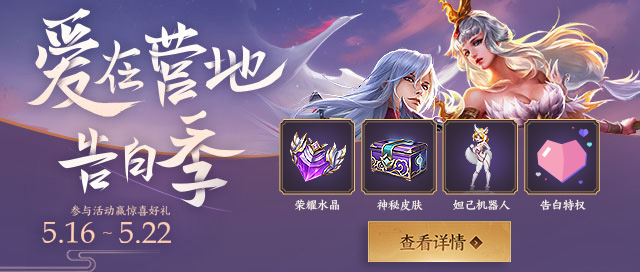 爱在营地
告白季
参与活动赢惊喜好礼
5.16 ~ 5.22
荣耀水晶
神秘皮肤
妲己机器人
告白特权
查看详情